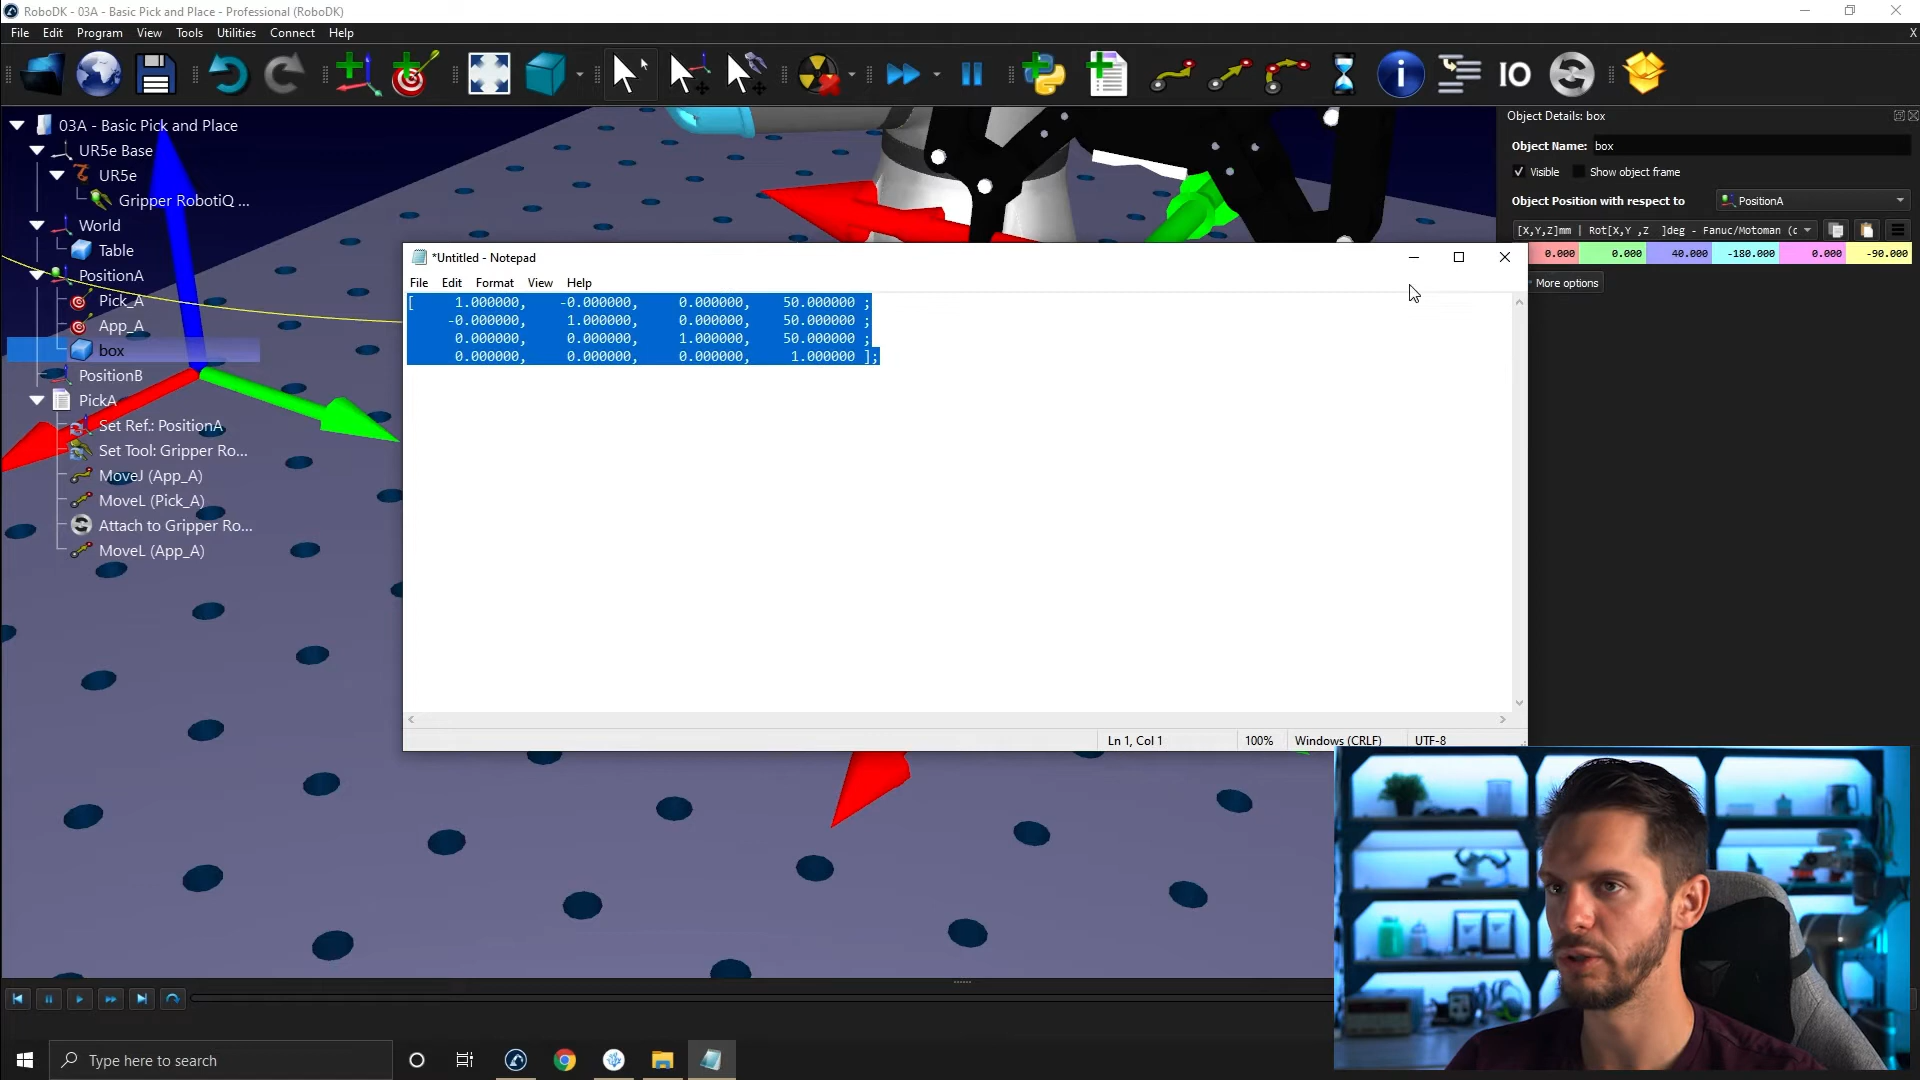 RoboDK - 03A - Basic Pick and Place - Professional (RoboDK)
File Edit Program View Tools Utilities Connect Help
X
IO
03A - Basic Pick and Place
UR5e Base
UR5e
Gripper RobotiQ ...
World
Table
PositionA
Pick_A
App_A
box
PositionB
PickA
Set Ref.: PositionA
Set Tool: Gripper Ro...
MoveJ (App_A)
MoveL (Pick_A)
Attach to Gripper Ro...
MoveL (App_A)
*Untitled - Notepad
File Edit Format View Help
[ 1.000000, -0.000000, 0.000000, 50.000000 ;
-0.000000, 1.000000, 0.000000, 50.000000 ;
0.000000, 0.000000, 1.000000, 50.000000 ;
0.000000, 0.000000, 0.000000, 1.000000 ];
Ln 1, Col 1 100% Windows (CRLF) UTF-8
Object Details: box
Object Name: box
Visible Show object frame
Object Position with respect to PositionA
[X,Y,Z]mm | Rot[X,Y ,Z ]deg - Fanuc/Motoman (c
0.000 0.000 40.000 -180.000 0.000 -90.000
More options
Type here to search